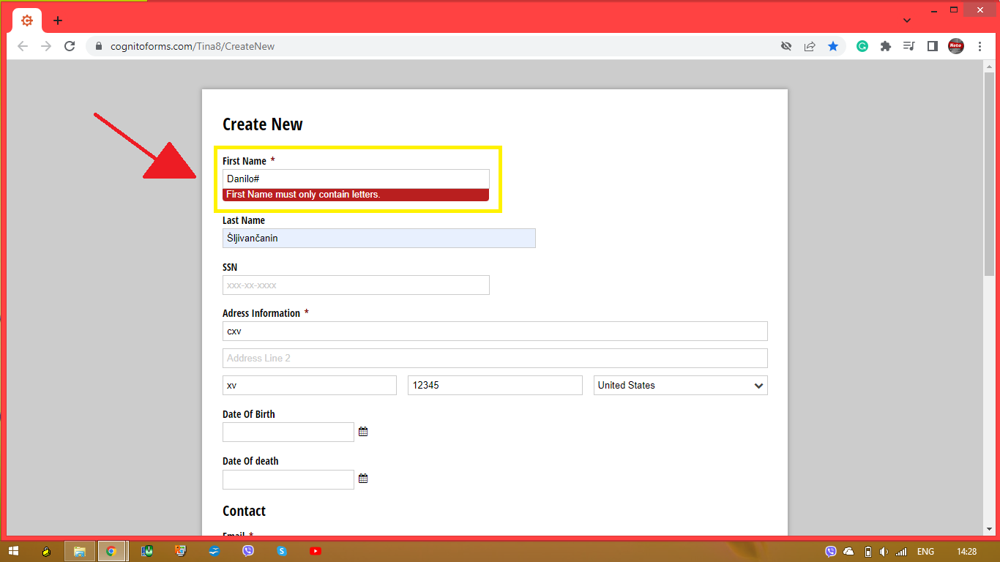 cognitoforms.com/Tina8/CreateNew
Neto
Create New
First Name *
Danilo#
First Name must only contain letters.
Last Name
Šljivančanin
SSN
xxx-xx-xxxx
Adress Information *
cxv
Address Line 2
xv 12345 United States
Date Of Birth
Date Of death
Contact
Email *
ENG 14:28